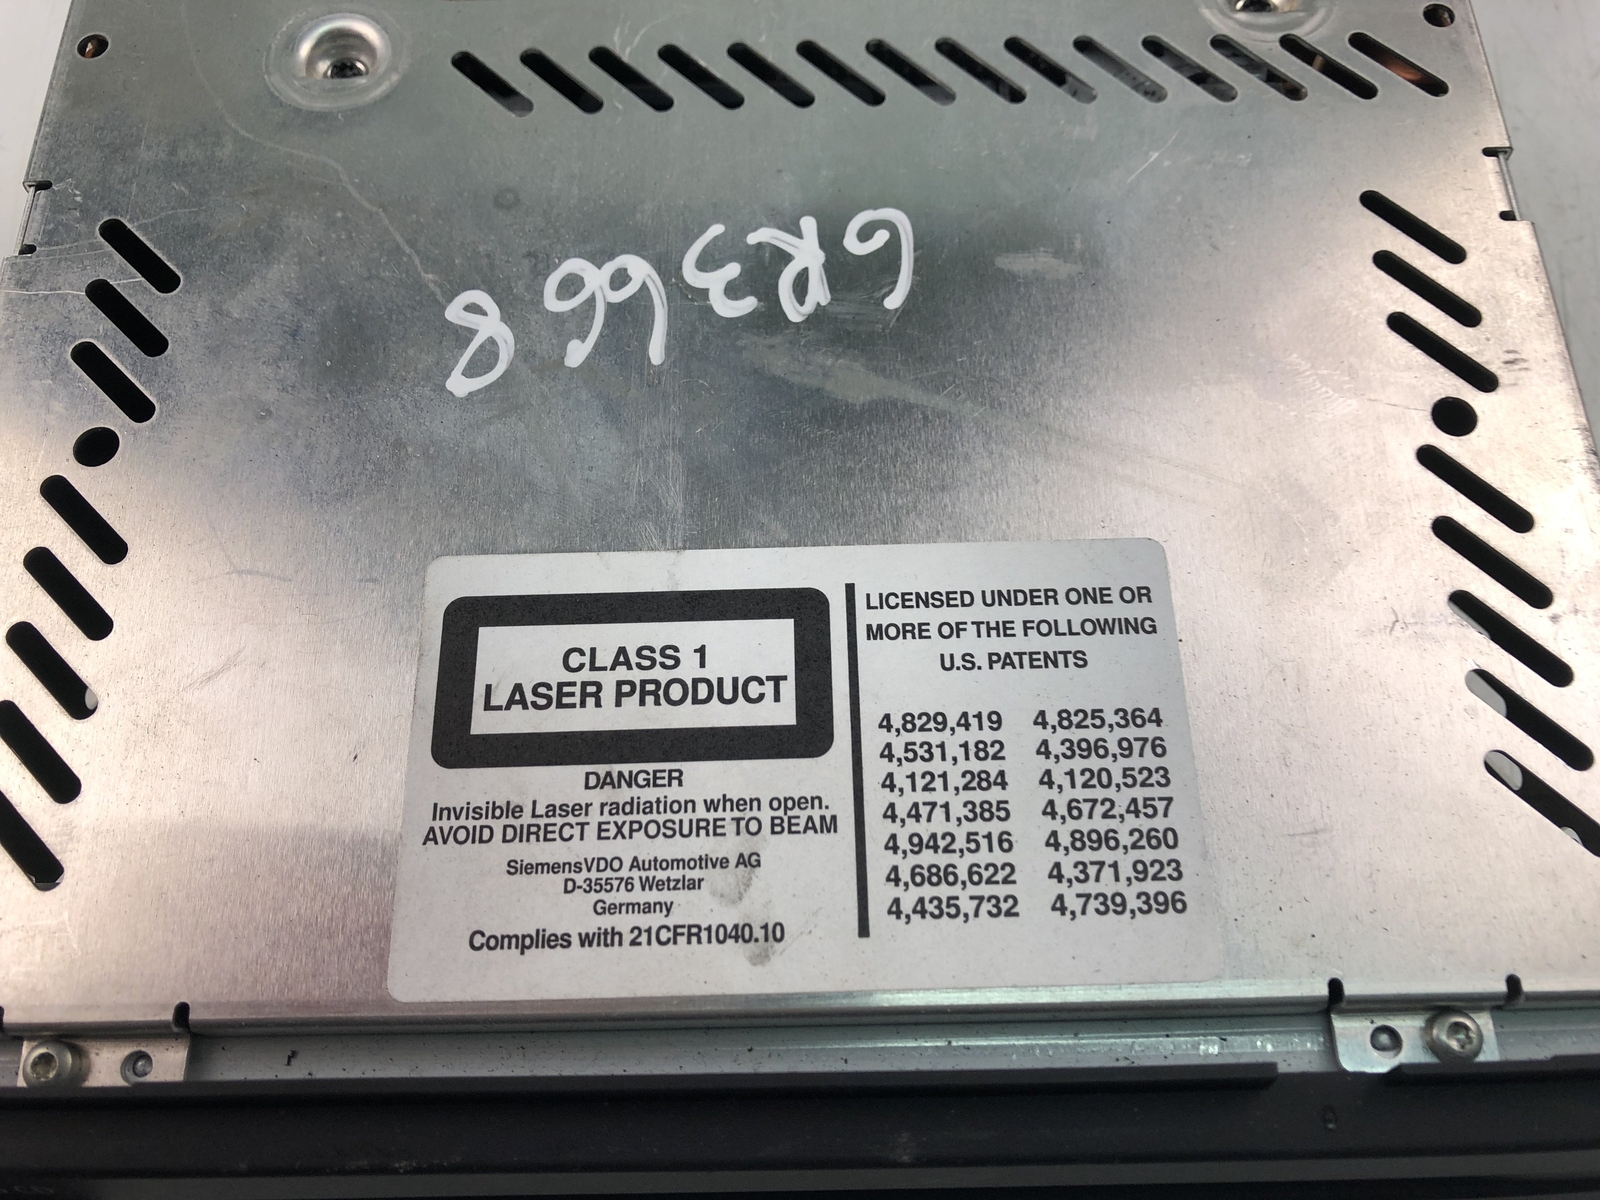 GR3668
CLASS 1
LASER PRODUCT
DANGER
Invisible Laser radiation when open.
AVOID DIRECT EXPOSURE TO BEAM
SiemensVDO Automotive AG
D-35576 Wetzlar
Germany
Complies with 21CFR1040.10
LICENSED UNDER ONE OR
MORE OF THE FOLLOWING
U.S. PATENTS
4,829,419 4,825,364
4,531,182 4,396,976
4,121,284 4,120,523
4,471,385 4,672,457
4,942,516 4,896,260
4,686,622 4,371,923
4,435,732 4,739,396